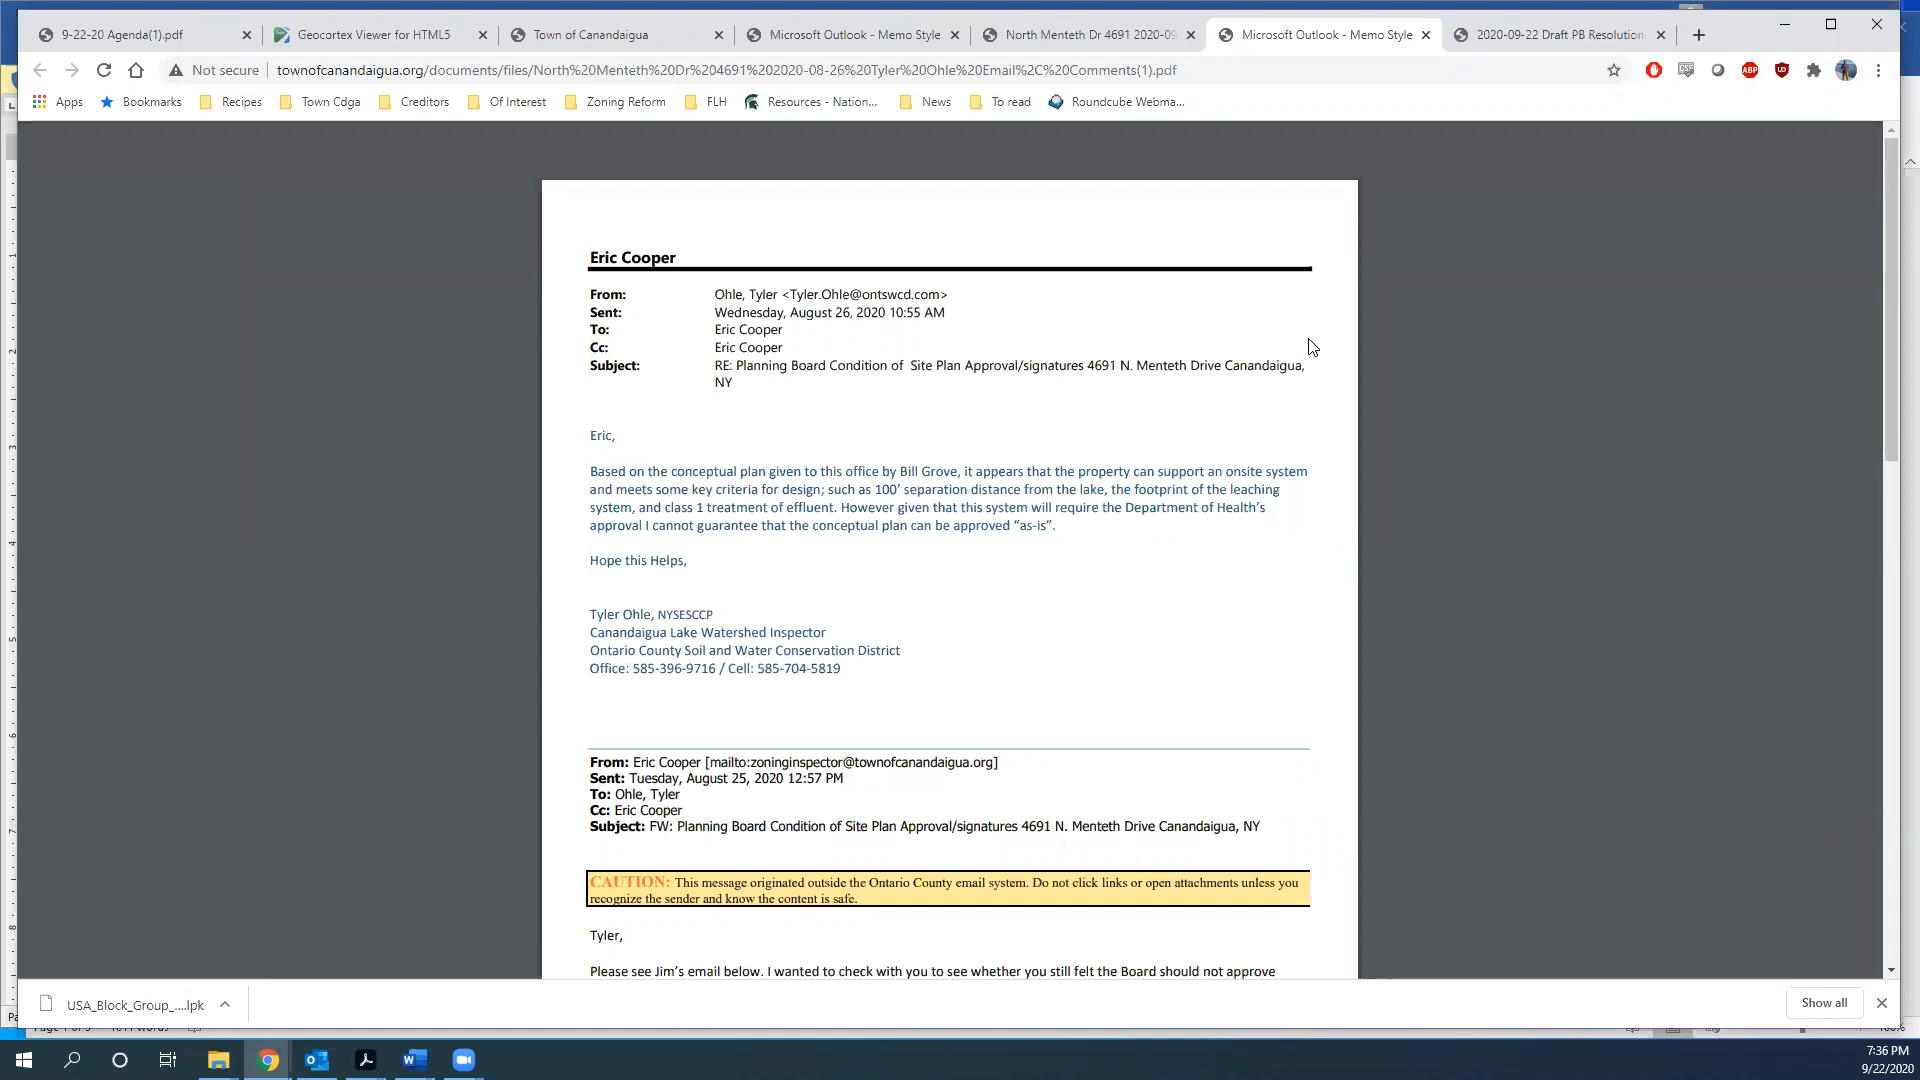 9-22-20 Agenda(1).pdf
Geocortex Viewer for HTML5
Town of Canandaigua
Microsoft Outlook - Memo Style
North Menteth Dr 4691 2020-09
Microsoft Outlook - Memo Style
2020-09-22 Draft PB Resolution
Not secure
townofcanandaigua.org/documents/files/North%20Menteth%20Dr%204691%202020-08-26%20Tyler%20Ohle%20Email%2C%20Comments(1).pdf
ABP
Apps
Bookmarks
Recipes
Town Cdga
Creditors
Of Interest
Zoning Reform
FLH
Resources - Nation...
News
To read
Roundcube Webma...
Eric Cooper
From: Ohle, Tyler <Tyler.Ohle@ontswcd.com>
Sent: Wednesday, August 26, 2020 10:55 AM
To: Eric Cooper
Cc: Eric Cooper
Subject: RE: Planning Board Condition of Site Plan Approval/signatures 4691 N. Menteth Drive Canandaigua,
NY
Eric,
Based on the conceptual plan given to this office by Bill Grove, it appears that the property can support an onsite system
and meets some key criteria for design; such as 100’ separation distance from the lake, the footprint of the leaching
system, and class 1 treatment of effluent. However given that this system will require the Department of Health’s
approval I cannot guarantee that the conceptual plan can be approved “as-is”.
Hope this Helps,
Tyler Ohle, NYSESCCP
Canandaigua Lake Watershed Inspector
Ontario County Soil and Water Conservation District
Office: 585-396-9716 / Cell: 585-704-5819
From: Eric Cooper [mailto:zoninginspector@townofcanandaigua.org]
Sent: Tuesday, August 25, 2020 12:57 PM
To: Ohle, Tyler
Cc: Eric Cooper
Subject: FW: Planning Board Condition of Site Plan Approval/signatures 4691 N. Menteth Drive Canandaigua, NY
CAUTION: This message originated outside the Ontario County email system. Do not click links or open attachments unless you
recognize the sender and know the content is safe.
Tyler,
Please see Jim’s email below. I wanted to check with you to see whether you still felt the Board should not approve
USA_Block_Group_....lpk
Show all
7:36 PM
9/22/2020